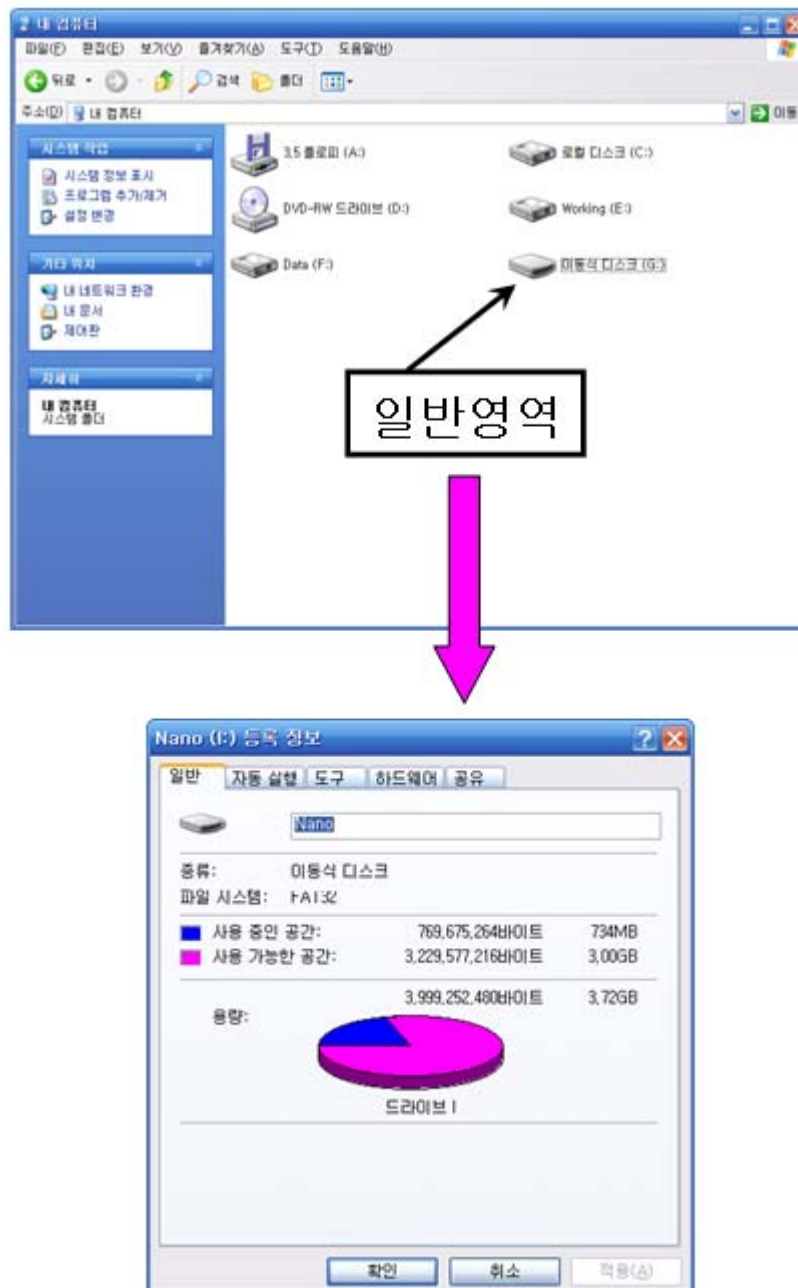 내 컴퓨터
파일(F) 편집(E) 보기(V) 즐겨찾기(A) 도구(T) 도움말(H)
뒤로 검색 폴더
주소(D) 내 컴퓨터 이동
시스템 작업
시스템 정보 표시
프로그램 추가/제거
설정 변경
기타 위치
내 네트워크 환경
내 문서
제어판
자세히
내 컴퓨터
시스템 폴더
3.5 플로피 (A:) 로컬 디스크 (C:)
DVD-RW 드라이브 (D:) Working (E:)
Data (F:) 이동식 디스크 (G:)
일반영역
Nano (I:) 등록 정보
일반 자동 실행 도구 하드웨어 공유
Nano
종류: 이동식 디스크
파일 시스템: FAT32
사용 중인 공간: 769,675,264바이트 734MB
사용 가능한 공간: 3,229,577,216바이트 3,00GB
용량: 3,999,252,480바이트 3,72GB
드라이브 I
확인 취소 적용(A)